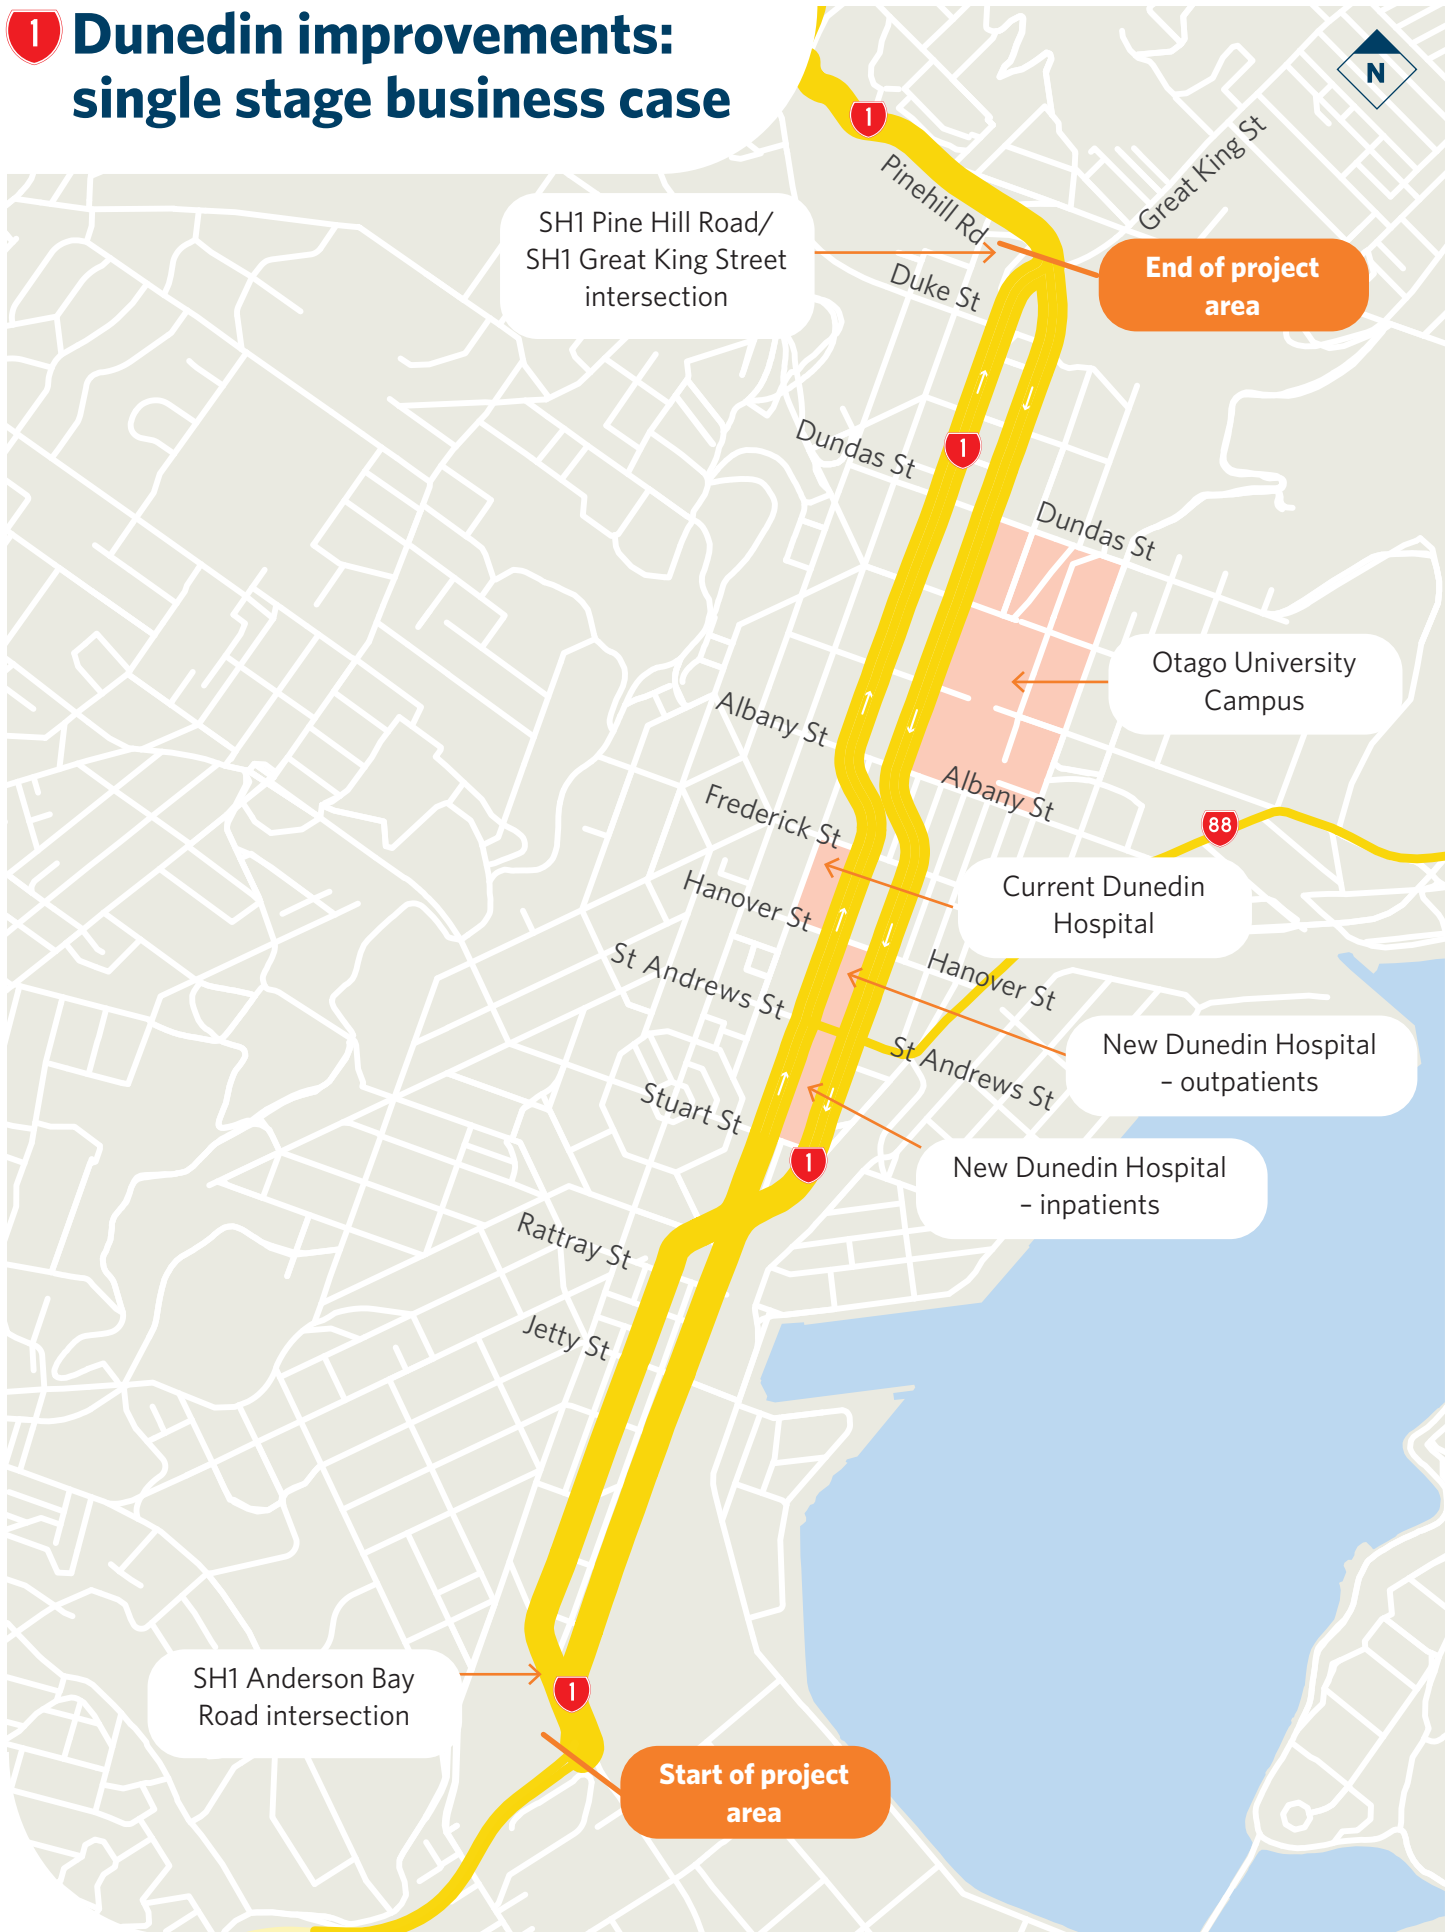 1 Dunedin improvements:
single stage business case
N
1
Great King St
Pinehill Rd
SH1 Pine Hill Road/
SH1 Great King Street
intersection
End of project
area
Duke St
Dundas St
1
Dundas St
Otago University
Campus
Albany St
Albany St
Frederick St
88
Current Dunedin
Hospital
Hanover St
Hanover St
St Andrews St
New Dunedin Hospital
– outpatients
St Andrews St
Stuart St
1
New Dunedin Hospital
– inpatients
Rattray St
Jetty St
SH1 Anderson Bay
Road intersection
1
Start of project
area